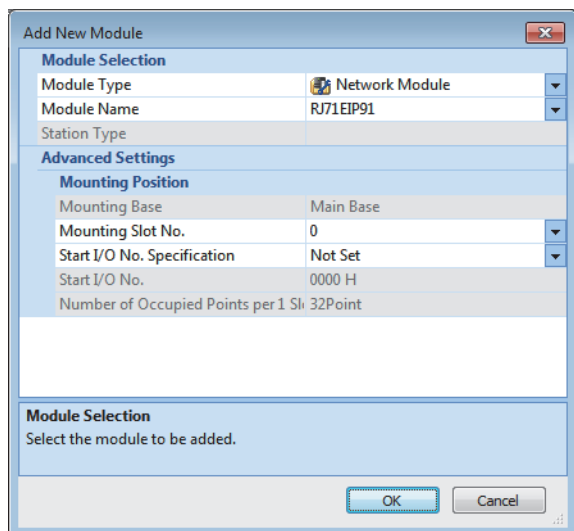 Add New Module
Module Selection
Module Type Network Module
Module Name RJ71EIP91
Station Type
Advanced Settings
Mounting Position
Mounting Base Main Base
Mounting Slot No. 0
Start I/O No. Specification Not Set
Start I/O No. 0000 H
Number of Occupied Points per 1 Sl 32Point
Module Selection
Select the module to be added.
OK Cancel